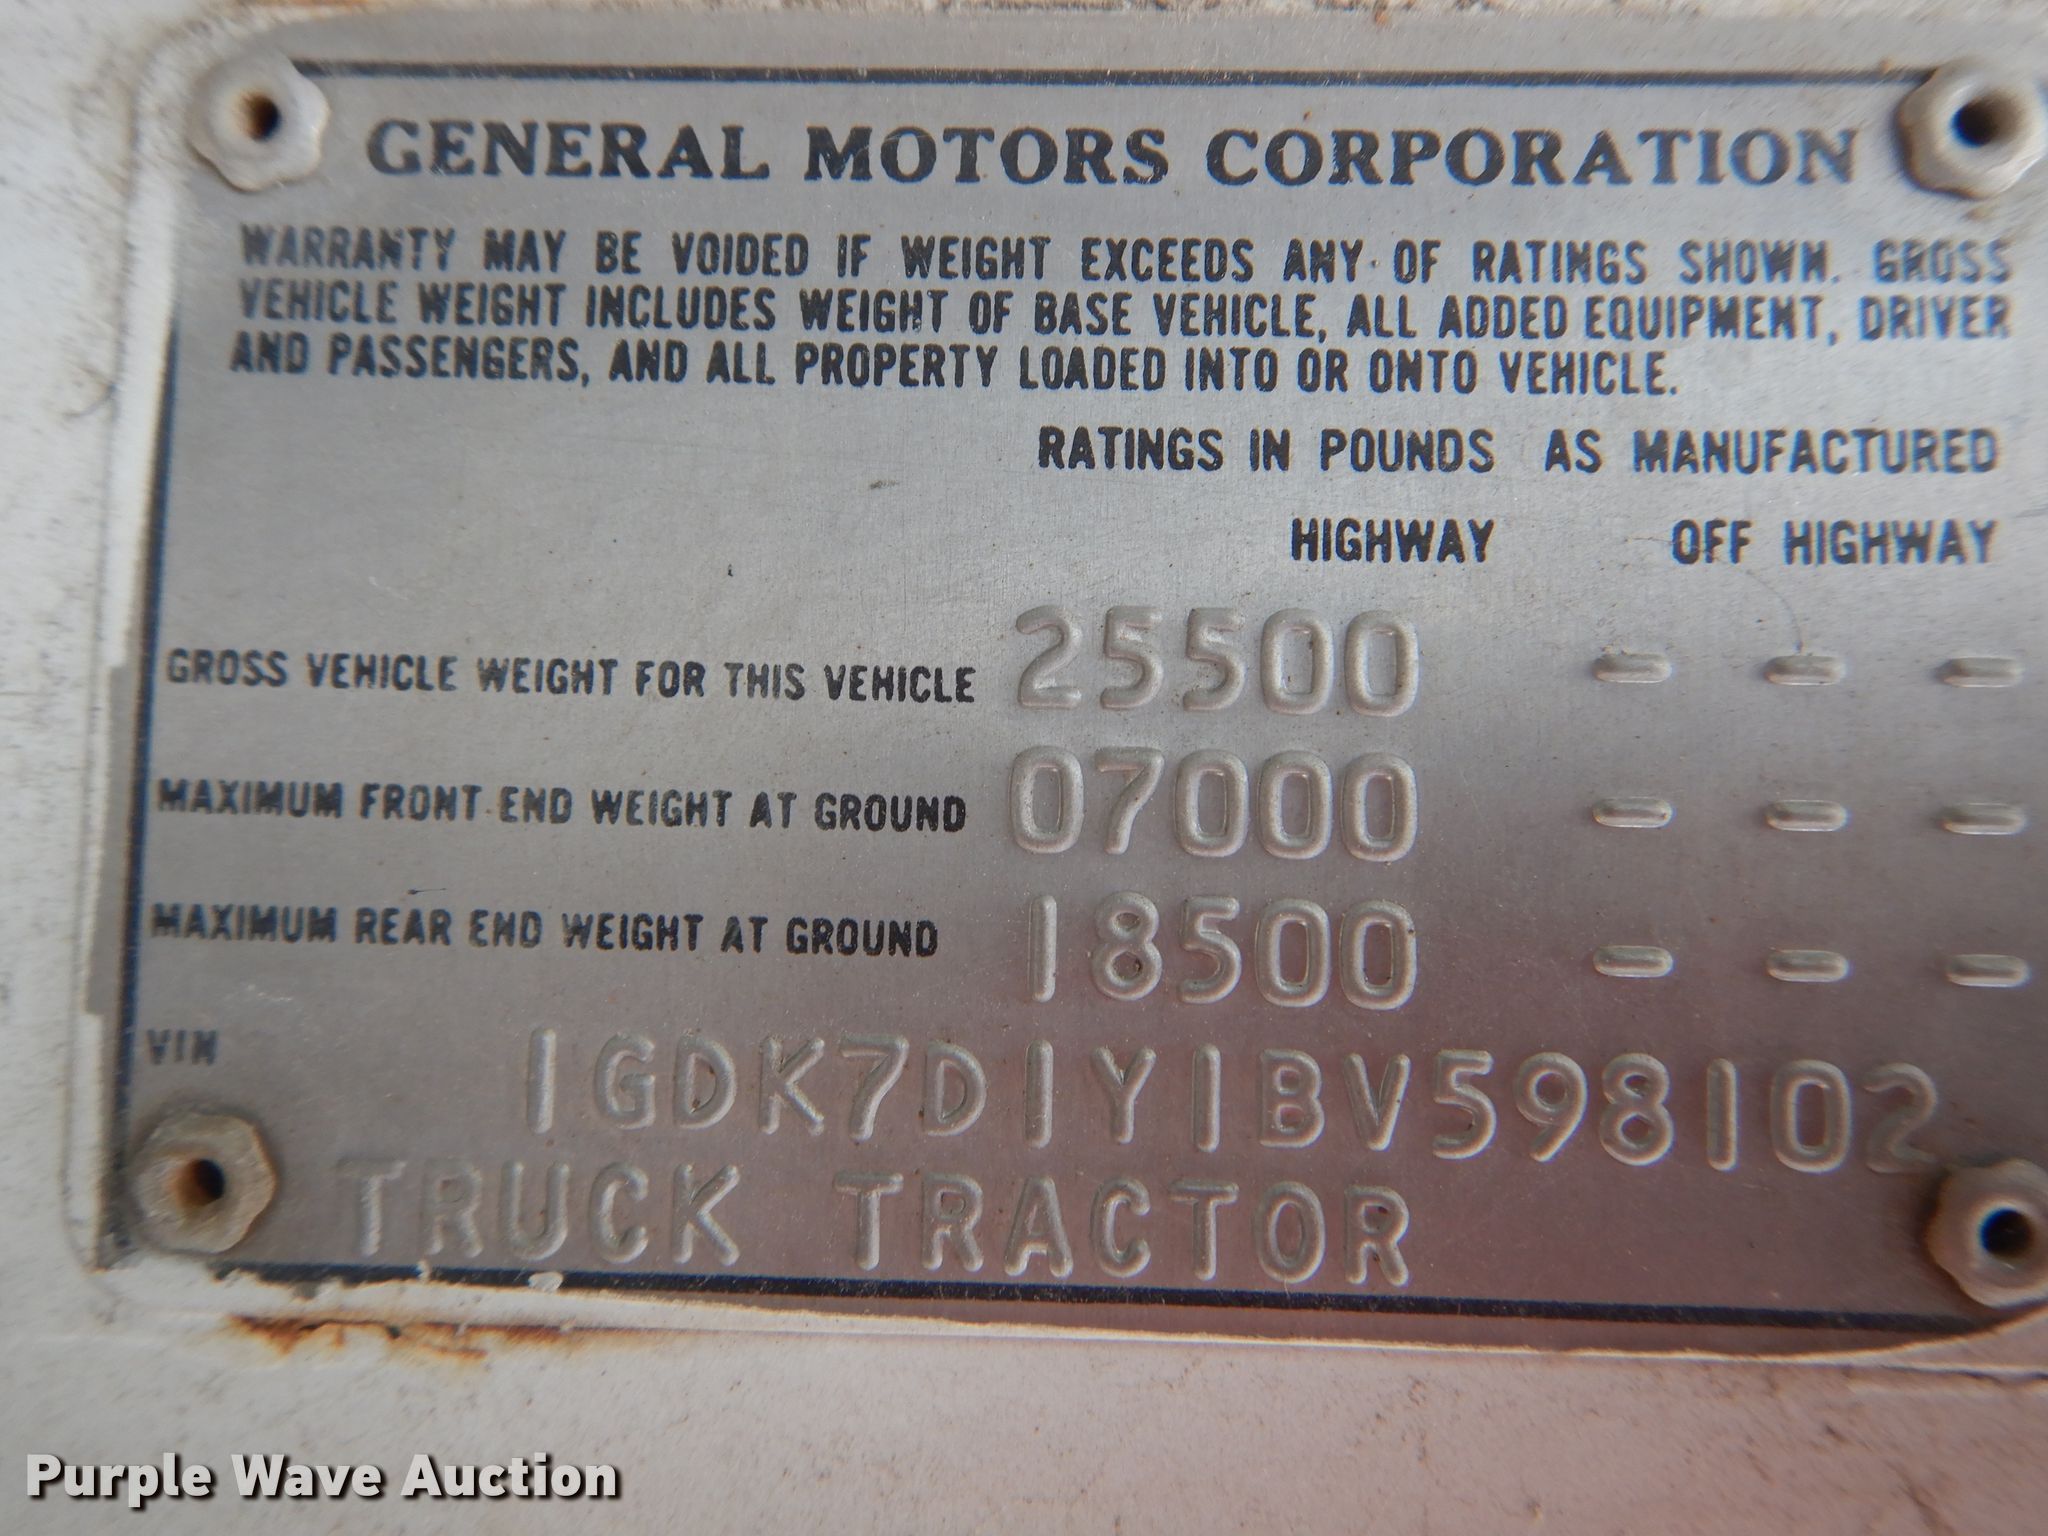 GENERAL MOTORS CORPORATION
WARRANTY MAY BE VOIDED IF WEIGHT EXCEEDS ANY OF RATINGS SHOWN. GROSS
VEHICLE WEIGHT INCLUDES WEIGHT OF BASE VEHICLE, ALL ADDED EQUIPMENT, DRIVER
AND PASSENGERS, AND ALL PROPERTY LOADED INTO OR ONTO VEHICLE.
RATINGS IN POUNDS AS MANUFACTURED
HIGHWAY OFF HIGHWAY
GROSS VEHICLE WEIGHT FOR THIS VEHICLE 25500 - - -
MAXIMUM FRONT END WEIGHT AT GROUND 07000 - - -
MAXIMUM REAR END WEIGHT AT GROUND 18500 - - -
VIN 1GDK7D1Y1BV598102
TRUCK TRACTOR
Purple Wave Auction